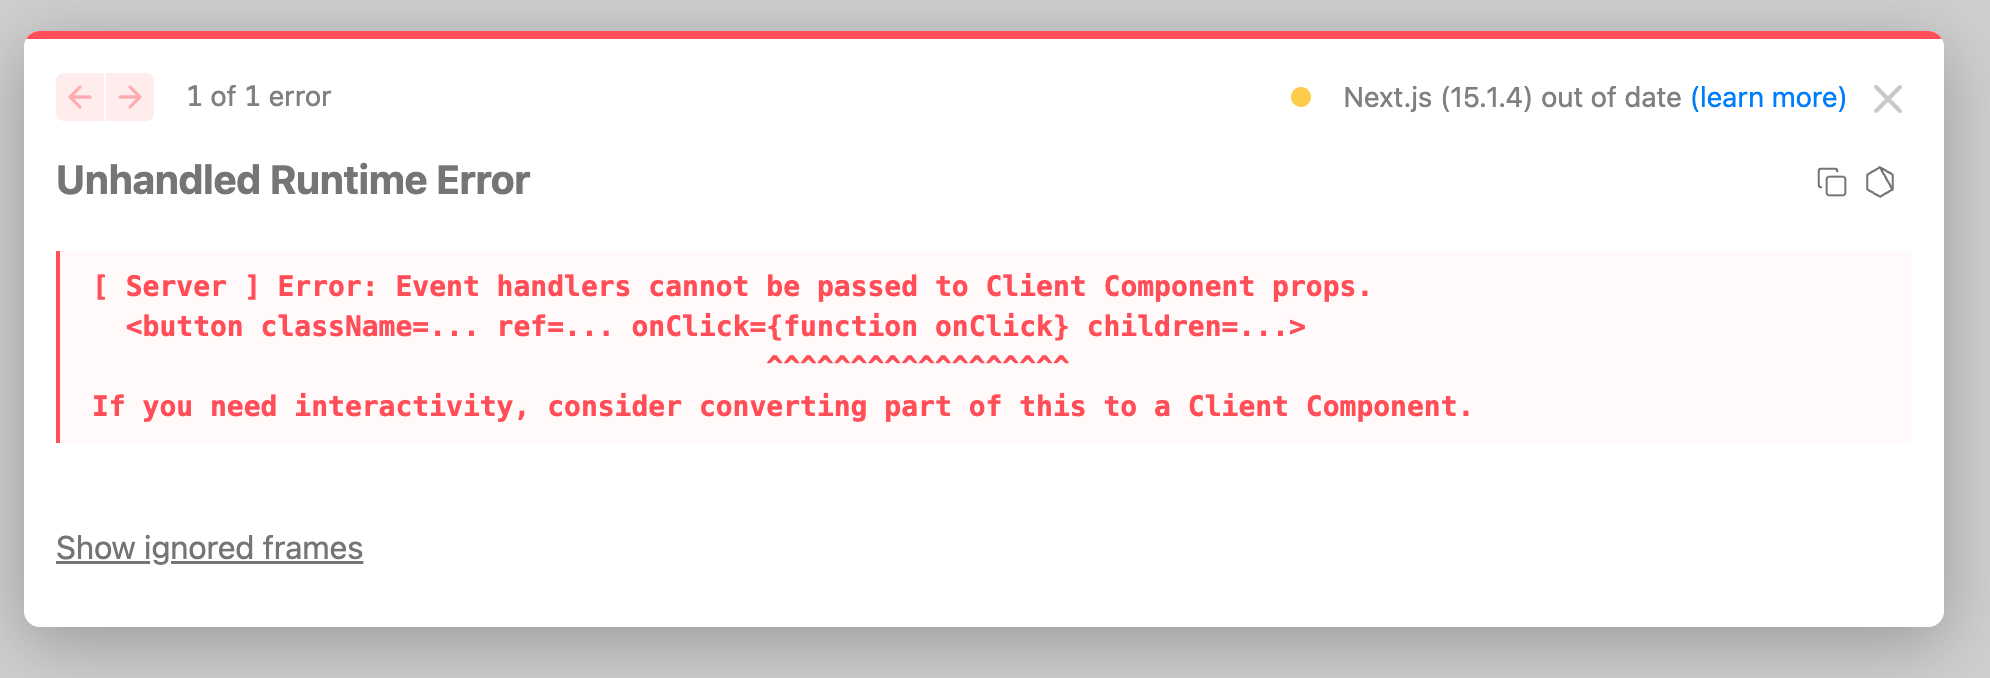 1 of 1 error
Next.js (15.1.4) out of date (learn more)
Unhandled Runtime Error
[ Server ] Error: Event handlers cannot be passed to Client Component props.
  <button className=... ref=... onClick={function onClick} children=...>
                                        ^^^^^^^^^^^^^^^^^^
If you need interactivity, consider converting part of this to a Client Component.
Show ignored frames